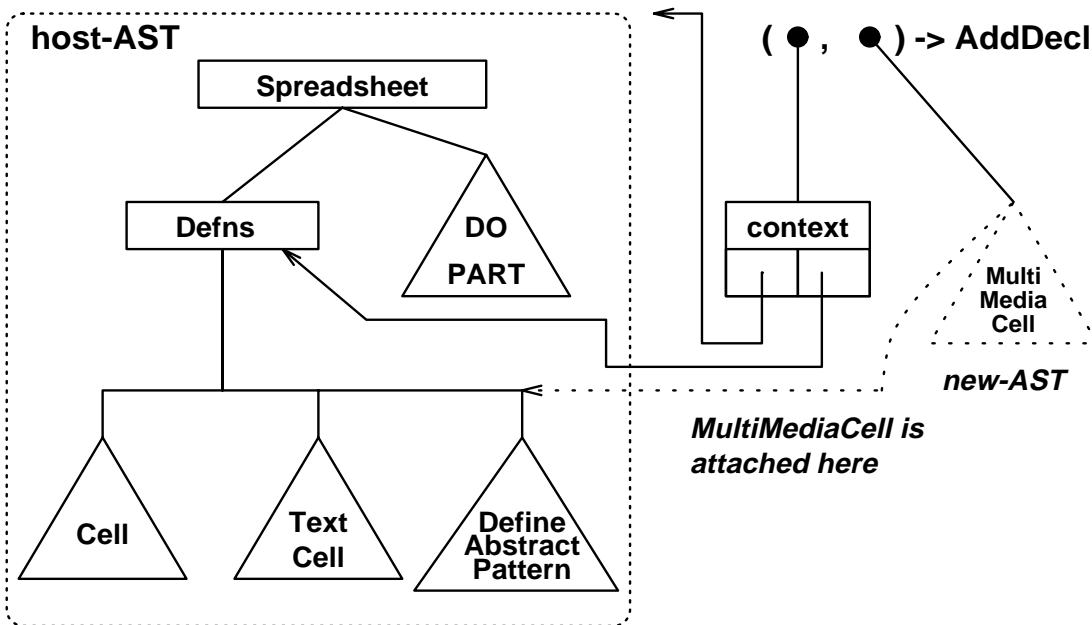 host-AST
( ● , ● ) -> AddDecl
Spreadsheet
Defns
DO
PART
context
Multi
Media
Cell
new-AST
MultiMediaCell is
attached here
Cell
Text
Cell
Define
Abstract
Pattern